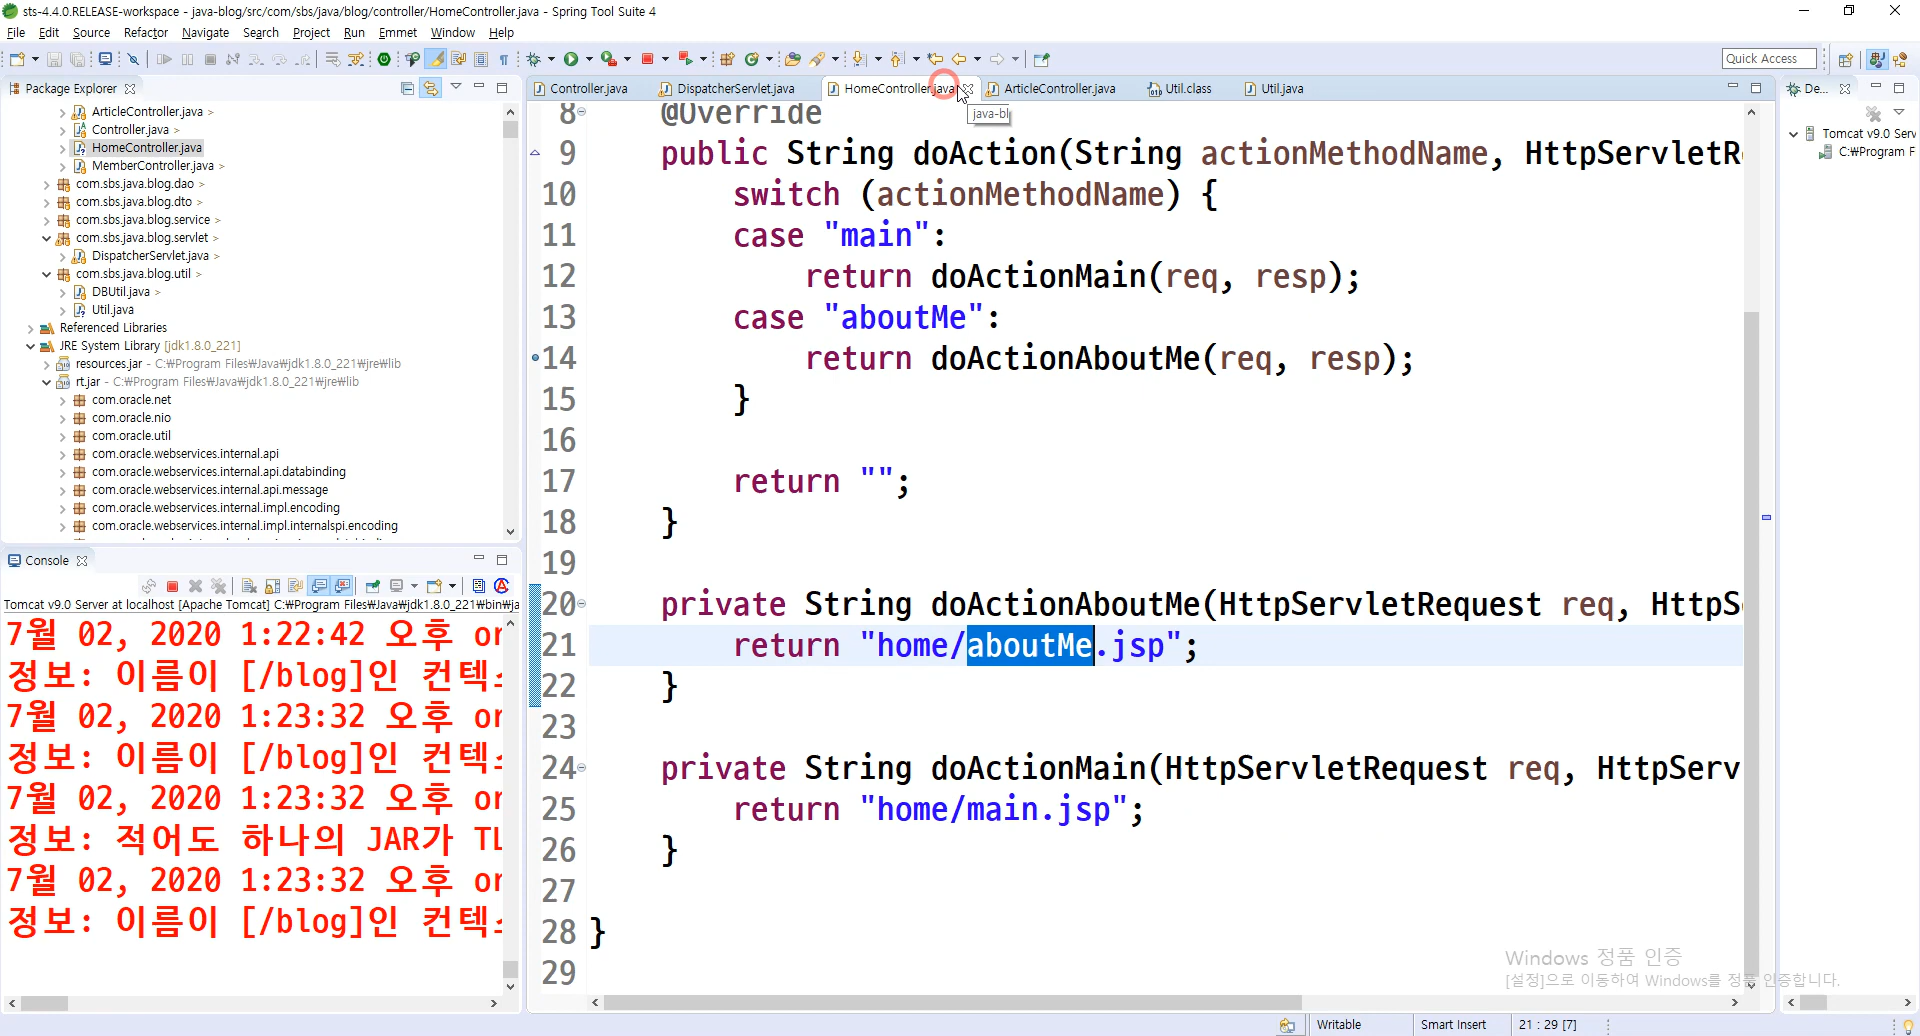 sts-4.4.0.RELEASE-workspace - java-blog/src/com/sbs/java/blog/controller/HomeController.java - Spring Tool Suite 4
File Edit Source Refactor Navigate Search Project Run Emmet Window Help
Quick Access
Package Explorer
ArticleController.java >
Controller.java >
HomeController.java
MemberController.java >
com.sbs.java.blog.dao >
com.sbs.java.blog.dto >
com.sbs.java.blog.service >
com.sbs.java.blog.servlet >
DispatcherServlet.java >
com.sbs.java.blog.util >
DBUtil.java >
Util.java
Referenced Libraries
JRE System Library [jdk1.8.0_221]
resources.jar - C:₩Program Files₩Java₩jdk1.8.0_221₩jre₩lib
rt.jar - C:₩Program Files₩Java₩jdk1.8.0_221₩jre₩lib
com.oracle.net
com.oracle.nio
com.oracle.util
com.oracle.webservices.internal.api
com.oracle.webservices.internal.api.databinding
com.oracle.webservices.internal.api.message
com.oracle.webservices.internal.impl.encoding
com.oracle.webservices.internal.impl.internalspi.encoding
Console
Tomcat v9.0 Server at localhost [Apache Tomcat] C:₩Program Files₩Java₩jdk1.8.0_221₩bin₩ja
7월 02, 2020 1:22:42 오후 or
정보: 이름이 [/blog]인 컨텍
7월 02, 2020 1:23:32 오후 or
정보: 이름이 [/blog]인 컨텍
7월 02, 2020 1:23:32 오후 or
정보: 적어도 하나의 JAR가 TL
7월 02, 2020 1:23:32 오후 or
정보: 이름이 [/blog]인 컨텍
Controller.java DispatcherServlet.java HomeController.java ArticleController.java Util.class Util.java
java-bl
8 @Override
9 public String doAction(String actionMethodName, HttpServletR
10 switch (actionMethodName) {
11 case "main":
12 return doActionMain(req, resp);
13 case "aboutMe":
14 return doActionAboutMe(req, resp);
15 }
16
17 return "";
18 }
19
20 private String doActionAboutMe(HttpServletRequest req, HttpS
21 return "home/aboutMe.jsp";
22 }
23
24 private String doActionMain(HttpServletRequest req, HttpServ
25 return "home/main.jsp";
26 }
27
28 }
29
De...
Tomcat v9.0 Serv
C:₩Program F
Windows 정품 인증
[설정]으로 이동하여 Windows를 정품 인증합니다.
Writable Smart Insert 21 : 29 [7]